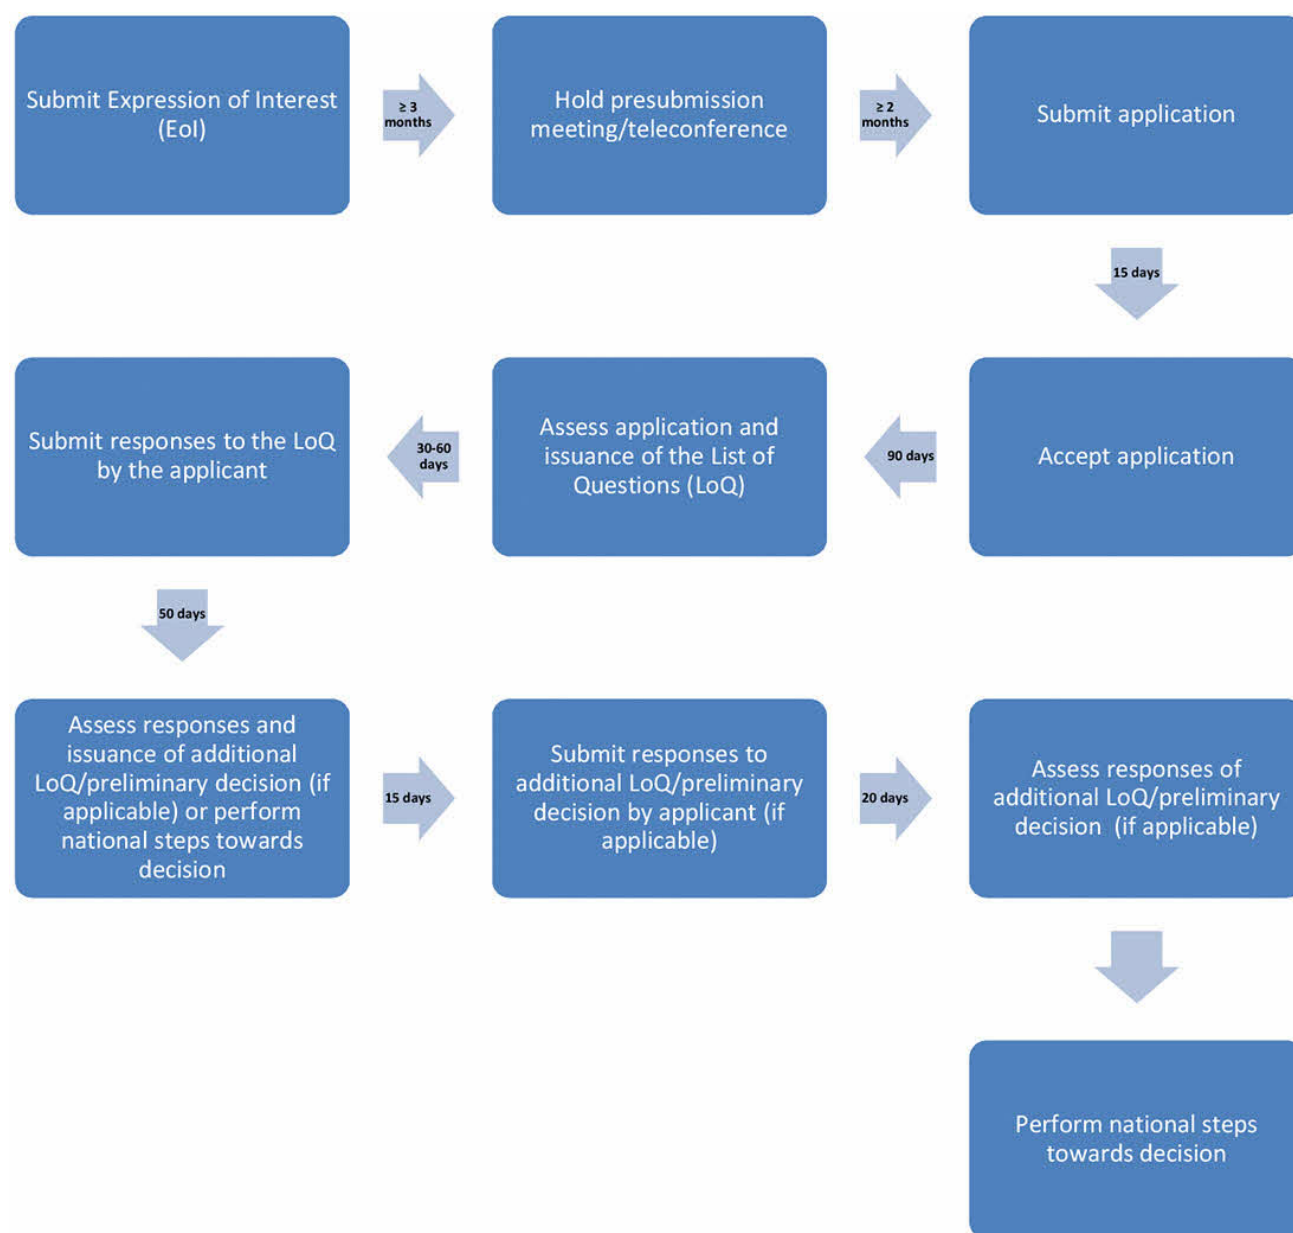 Submit Expression of Interest
(EoI)
≥ 3
months
Hold presubmission
meeting/teleconference
≥ 2
months
Submit application
15 days
Accept application
90 days
Assess application and
issuance of the List of
Questions (LoQ)
30-60
days
Submit responses to the LoQ
by the applicant
50 days
Assess responses and
issuance of additional
LoQ/preliminary decision (if
applicable) or perform
national steps towards
decision
15 days
Submit responses to
additional LoQ/preliminary
decision by applicant (if
applicable)
20 days
Assess responses of
additional LoQ/preliminary
decision (if applicable)
Perform national steps
towards decision